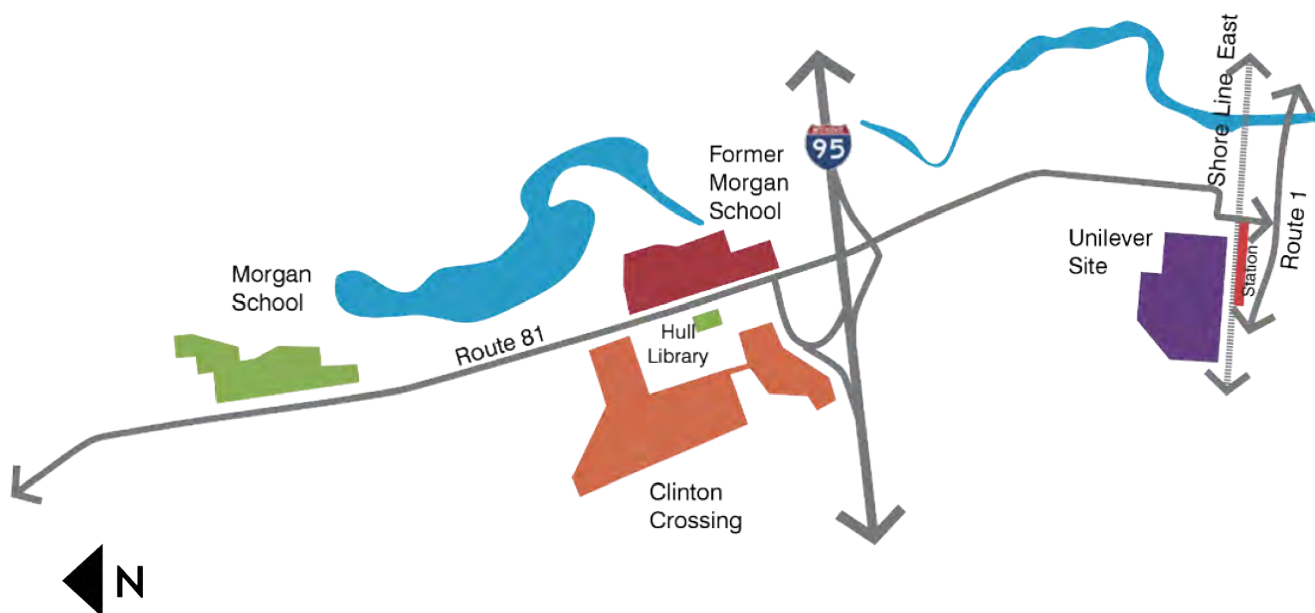 Morgan
School
Route 81
Former
Morgan
School
Hull
Library
Clinton
Crossing
95
Unilever
Site
Shore Line East
Station
Route 1
N